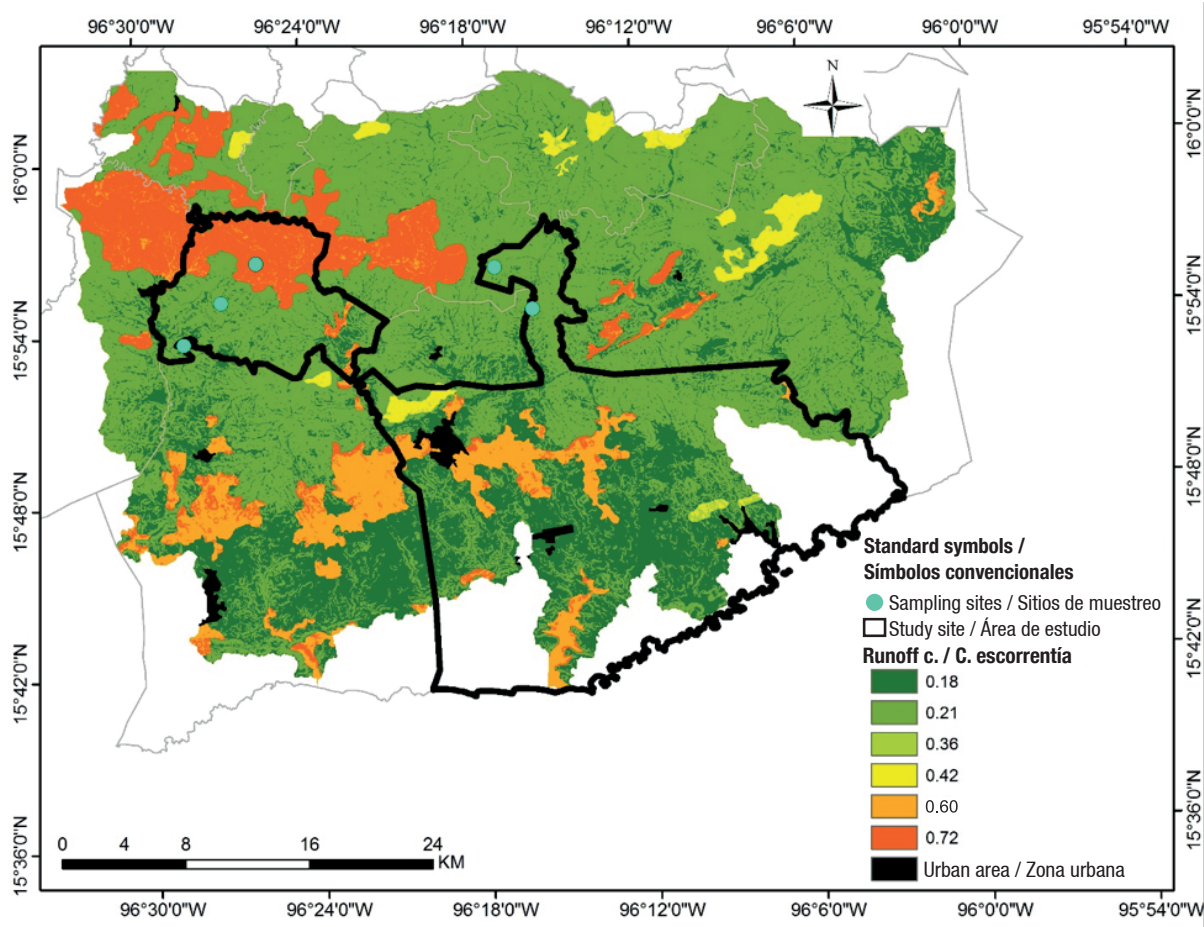 96°30'0"W 96°24'0"W 96°18'0"W 96°12'0"W 96°6'0"W 96°0'0"W 95°54'0"W
N
16°0'0"N
15°54'0"N
15°48'0"N
15°42'0"N
15°36'0"N
16°0'0"N
15°54'0"N
15°48'0"N
15°42'0"N
15°36'0"N
Standard symbols /
Símbolos convencionales
Sampling sites / Sitios de muestreo
Study site / Área de estudio
Runoff c. / C. escorrentía
0.18
0.21
0.36
0.42
0.60
0.72
Urban area / Zona urbana
0 4 8 16 24
KM
96°30'0"W 96°24'0"W 96°18'0"W 96°12'0"W 96°6'0"W 96°0'0"W 95°54'0"W